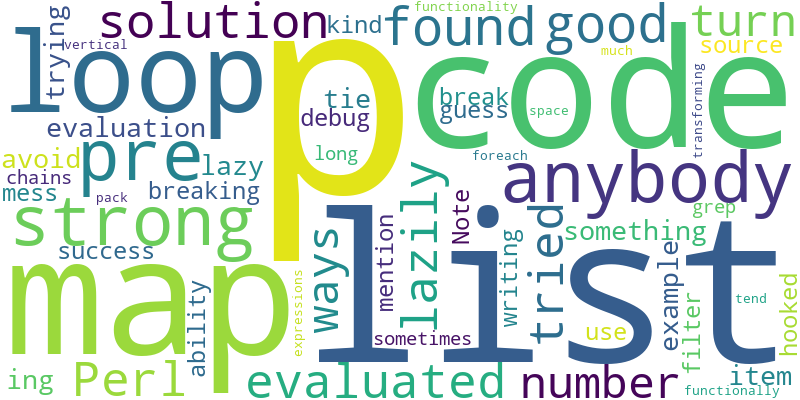 functionality
solution
kind
found
good
turn
trying
vertical
loop
p
code
source
much
tie
break
guess
debug
space
evaluation
pre
lazy
long
foreach
transforming
avoid
chains
mess
pack
breaking
anybody
strong
success
map
ways
lazily
Note
mention
list
writing
tried
something
grep
example
hooked
ability
expressions
sometimes
use
filter
tend
ing
Perl
evaluated
number
item
functionally